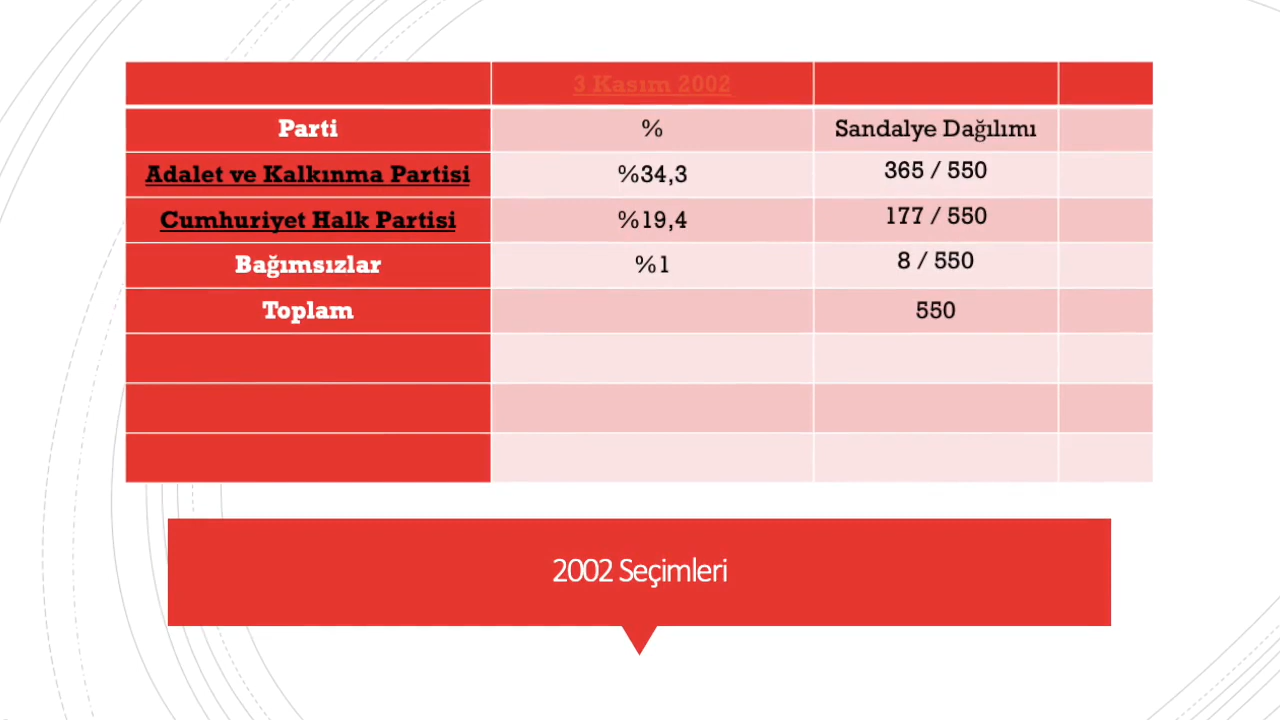 3 Kasım 2002
Parti % Sandalye Dağılımı
Adalet ve Kalkınma Partisi %34,3 365 / 550
Cumhuriyet Halk Partisi %19,4 177 / 550
Bağımsızlar %1 8 / 550
Toplam 550
2002 Seçimleri